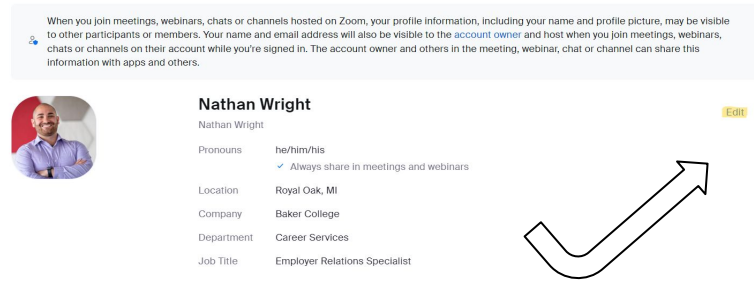 When you join meetings, webinars, chats or channels hosted on Zoom, your profile information, including your name and profile picture, may be visible
to other participants or members. Your name and email address will also be visible to the account owner and host when you join meetings, webinars,
chats or channels on their account while you're signed in. The account owner and others in the meeting, webinar, chat or channel can share this
information with apps and others.
Nathan Wright
Edit
Nathan Wright
Pronouns he/him/his
Always share in meetings and webinars
Location Royal Oak, MI
Company Baker College
Department Career Services
Job Title Employer Relations Specialist